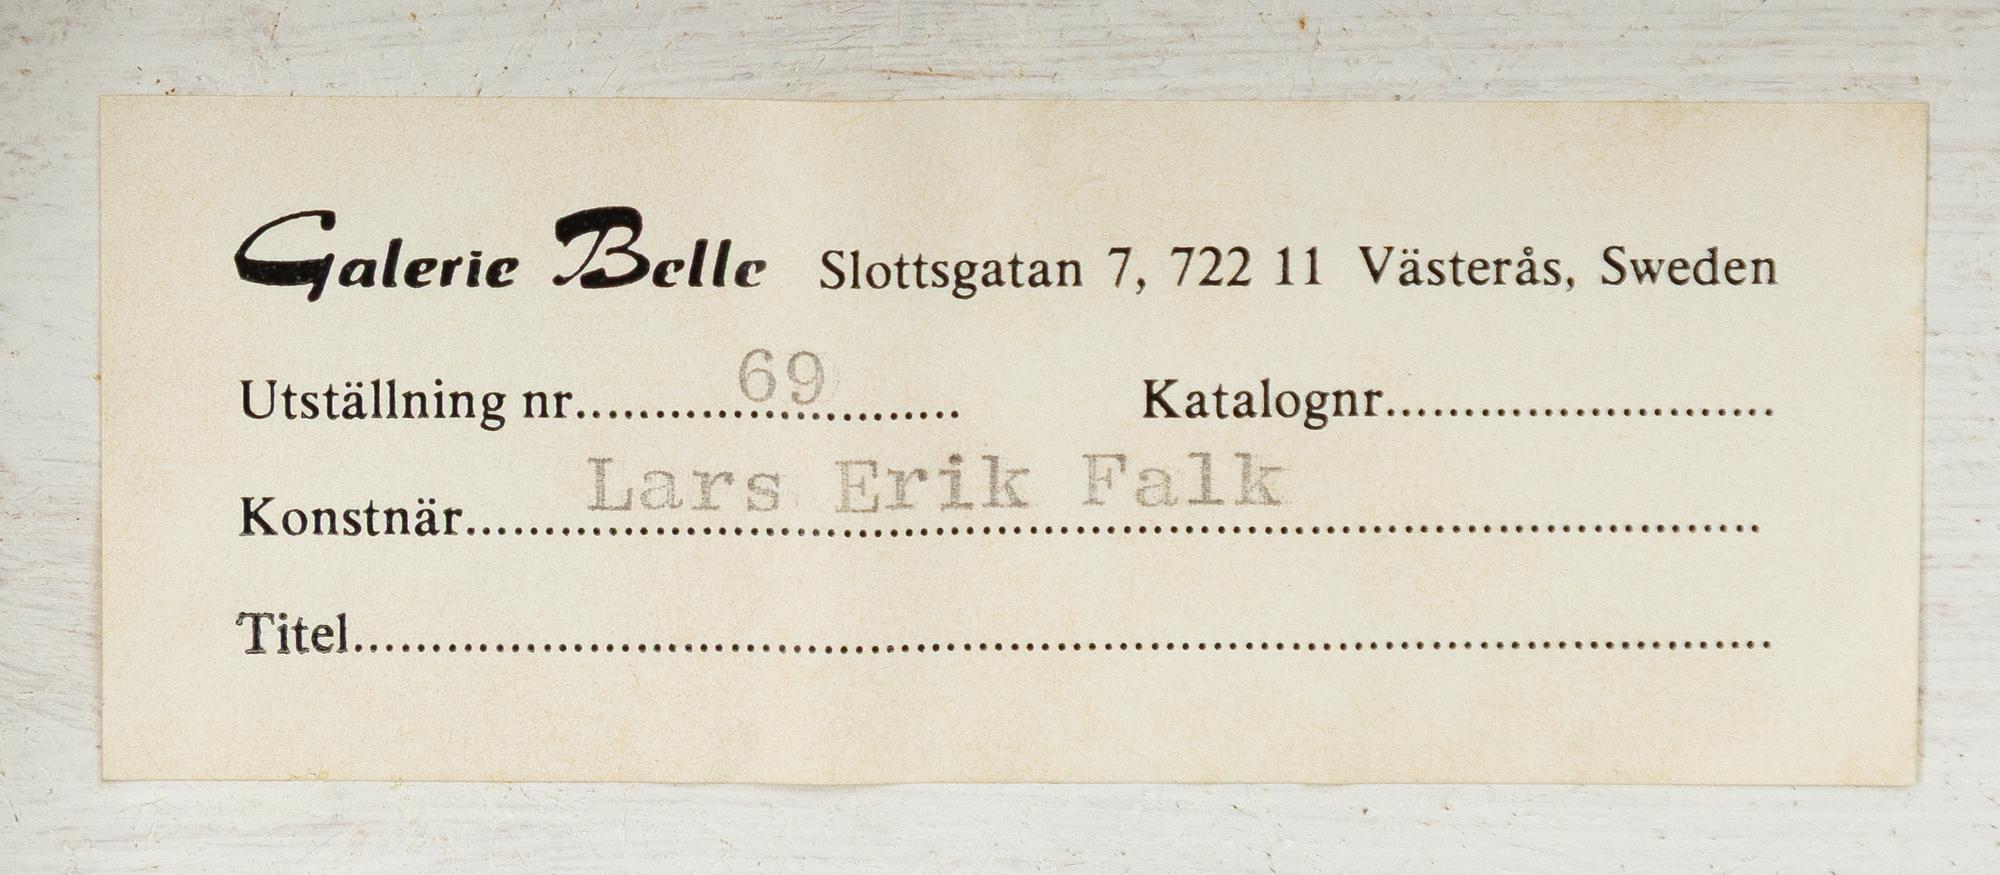 Galerie Belle Slottsgatan 7, 722 11 Västerås, Sweden
Utställning nr.....69..... Katalognr..........
Konstnär.....Lars Erik Falk.....
Titel..........